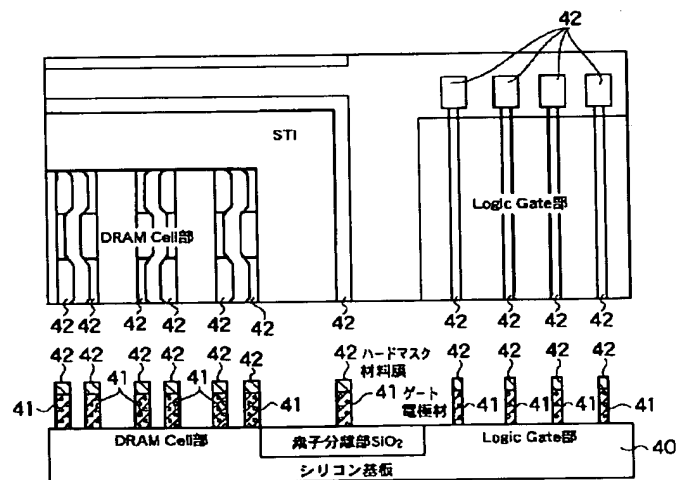 42
STI
Logic Gate部
DRAM Cell部
42 42 42 42 42 42 42 42 42 42 42
42 42 42 42 42 42 42 ハードマスク 42 42 42 42
材料膜
41 41 41 41 41 ゲート 41 41 41 41
電極材
DRAM Cell部 素子分離部SiO₂ Logic Gate部 40
シリコン基板